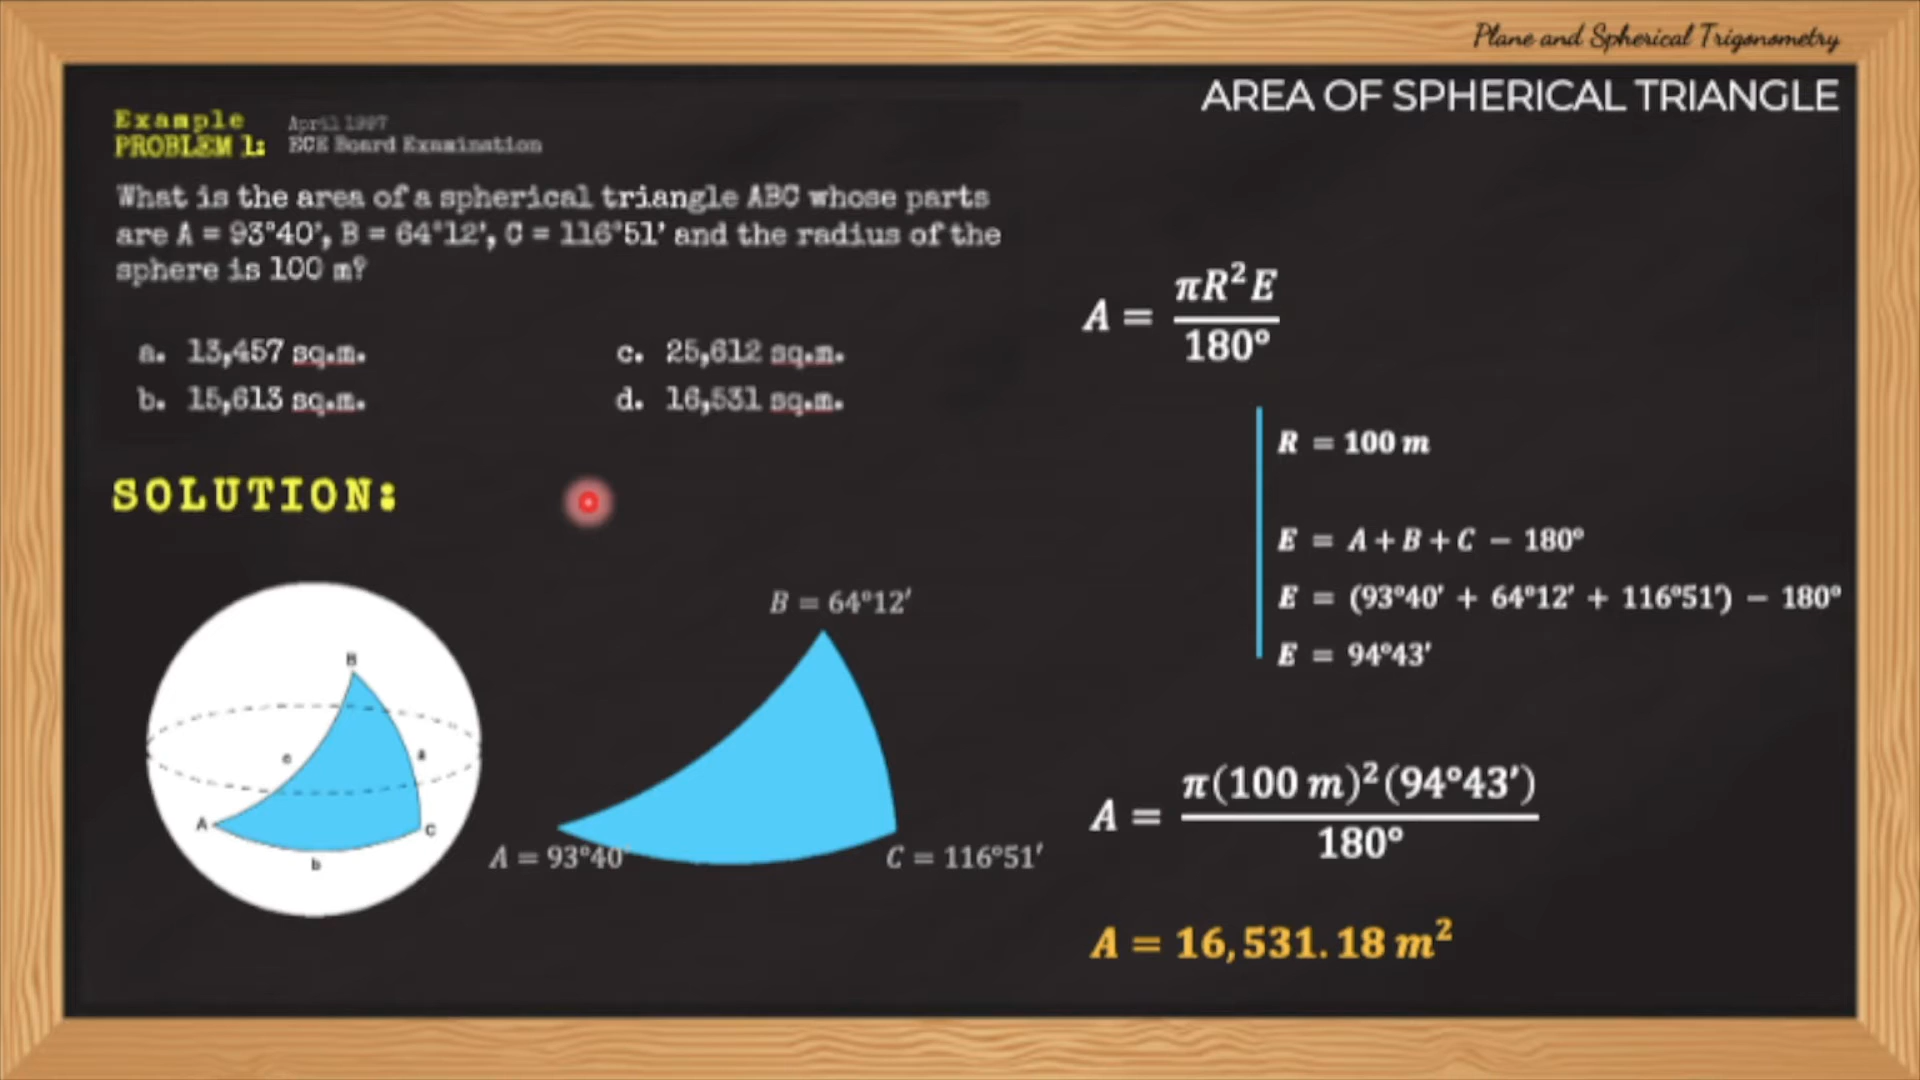 Plane and Spherical Trigonometry
AREA OF SPHERICAL TRIANGLE
Example
PROBLEM 1:
April 1997
ECE Board Examination
What is the area of a spherical triangle ABC whose parts
are A = 93°40', B = 64°12', C = 116°51' and the radius of the
sphere is 100 m?
a. 13,457 sq.m.
b. 15,613 sq.m.
c. 25,612 sq.m.
d. 16,531 sq.m.
SOLUTION:
B
c
a
A
C
b
B = 64°12'
A = 93°40'
C = 116°51'
A = πR²E
180°
R = 100 m
E = A + B + C − 180°
E = (93°40' + 64°12' + 116°51') − 180°
E = 94°43'
A = π(100 m)²(94°43')
180°
A = 16,531.18 m²